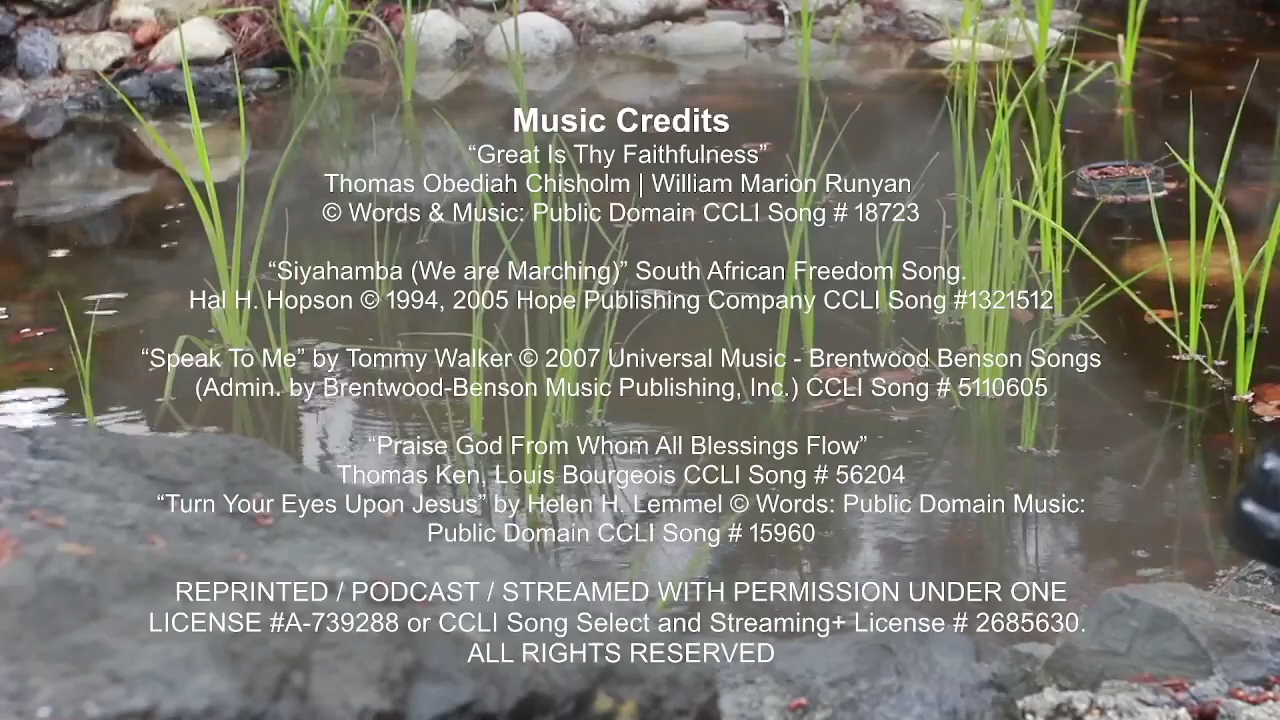 Music Credits
“Great Is Thy Faithfulness”
Thomas Obediah Chisholm | William Marion Runyan
© Words & Music: Public Domain CCLI Song # 18723
“Siyahamba (We are Marching)” South African Freedom Song.
Hal H. Hopson © 1994, 2005 Hope Publishing Company CCLI Song #1321512
“Speak To Me” by Tommy Walker © 2007 Universal Music - Brentwood Benson Songs
(Admin. by Brentwood-Benson Music Publishing, Inc.) CCLI Song # 5110605
“Praise God From Whom All Blessings Flow”
Thomas Ken, Louis Bourgeois CCLI Song # 56204
“Turn Your Eyes Upon Jesus” by Helen H. Lemmel © Words: Public Domain Music:
Public Domain CCLI Song # 15960
REPRINTED / PODCAST / STREAMED WITH PERMISSION UNDER ONE
LICENSE #A-739288 or CCLI Song Select and Streaming+ License # 2685630.
ALL RIGHTS RESERVED